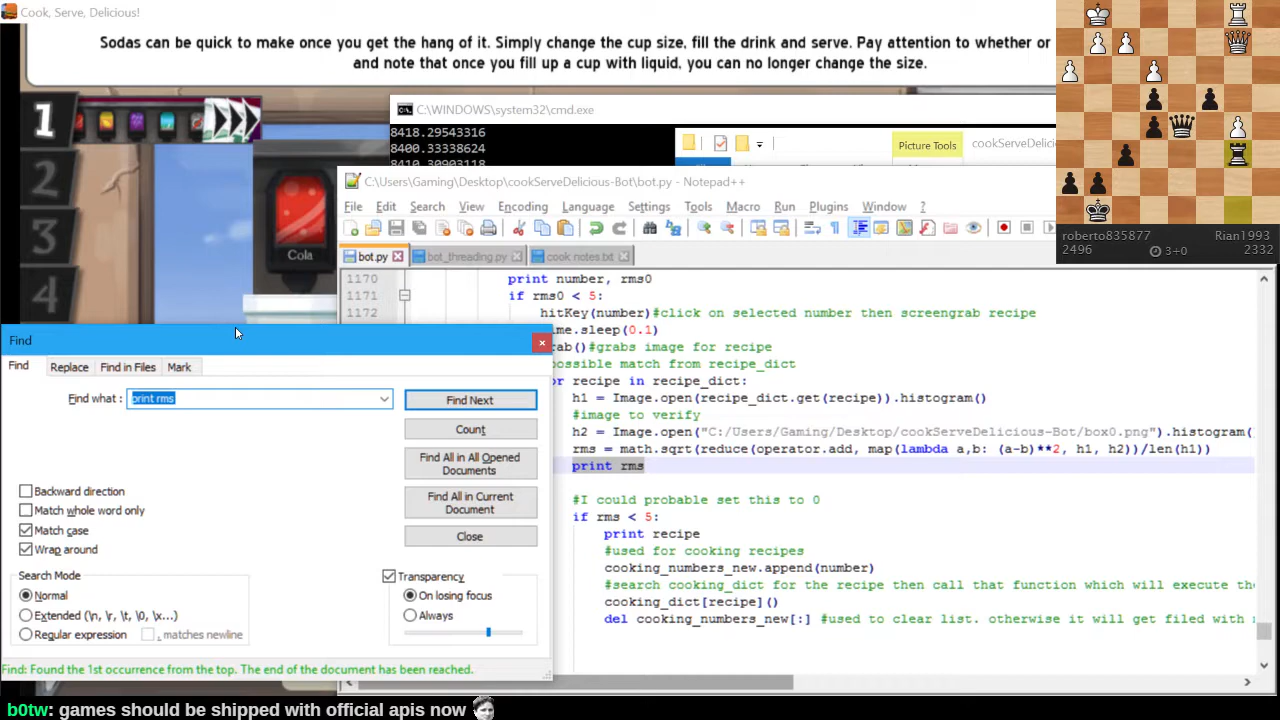 Cook, Serve, Delicious!
Sodas can be quick to make once you get the hang of it. Simply change the cup size, fill the drink and serve. Pay attention to whether or
and note that once you fill up a cup with liquid, you can no longer change the size.
1
2
3
4
Cola
C:\WINDOWS\system32\cmd.exe
8418.29543316
8400.33338624
8410.30903118
Picture Tools
cookServeDelicious
C:\Users\Gaming\Desktop\cookServeDelicious-Bot\bot.py - Notepad++
File Edit Search View Encoding Language Settings Tools Macro Run Plugins Window ?
bot.py
bot_threading.py
cook notes.txt
1170 print number, rms0
1171 if rms0 < 5:
1172 hitKey(number)#click on selected number then screengrab recipe
ime.sleep(0.1)
rab()#grabs image for recipe
possible match from recipe_dict
or recipe in recipe_dict:
h1 = Image.open(recipe_dict.get(recipe)).histogram()
#image to verify
h2 = Image.open("C:/Users/Gaming/Desktop/cookServeDelicious-Bot/box0.png").histogram(
rms = math.sqrt(reduce(operator.add, map(lambda a,b: (a-b)**2, h1, h2))/len(h1))
print rms
#I could probable set this to 0
if rms < 5:
print recipe
#used for cooking recipes
cooking_numbers_new.append(number)
#search cooking_dict for the recipe then call that function which will execute the
cooking_dict[recipe]()
del cooking_numbers_new[:] #used to clear list. otherwise it will get filed with
Find
Find Replace Find in Files Mark
Find what : print rms
Find Next
Count
Find All in All Opened
Documents
Find All in Current
Document
Close
Backward direction
Match whole word only
Match case
Wrap around
Search Mode
Normal
Extended (\n, \r, \t, \0, \x...)
Regular expression
. matches newline
Transparency
On losing focus
Always
Find: Found the 1st occurrence from the top. The end of the document has been reached.
roberto835877 Rian1993
2496 3+0 2332
b0tw: games should be shipped with official apis now